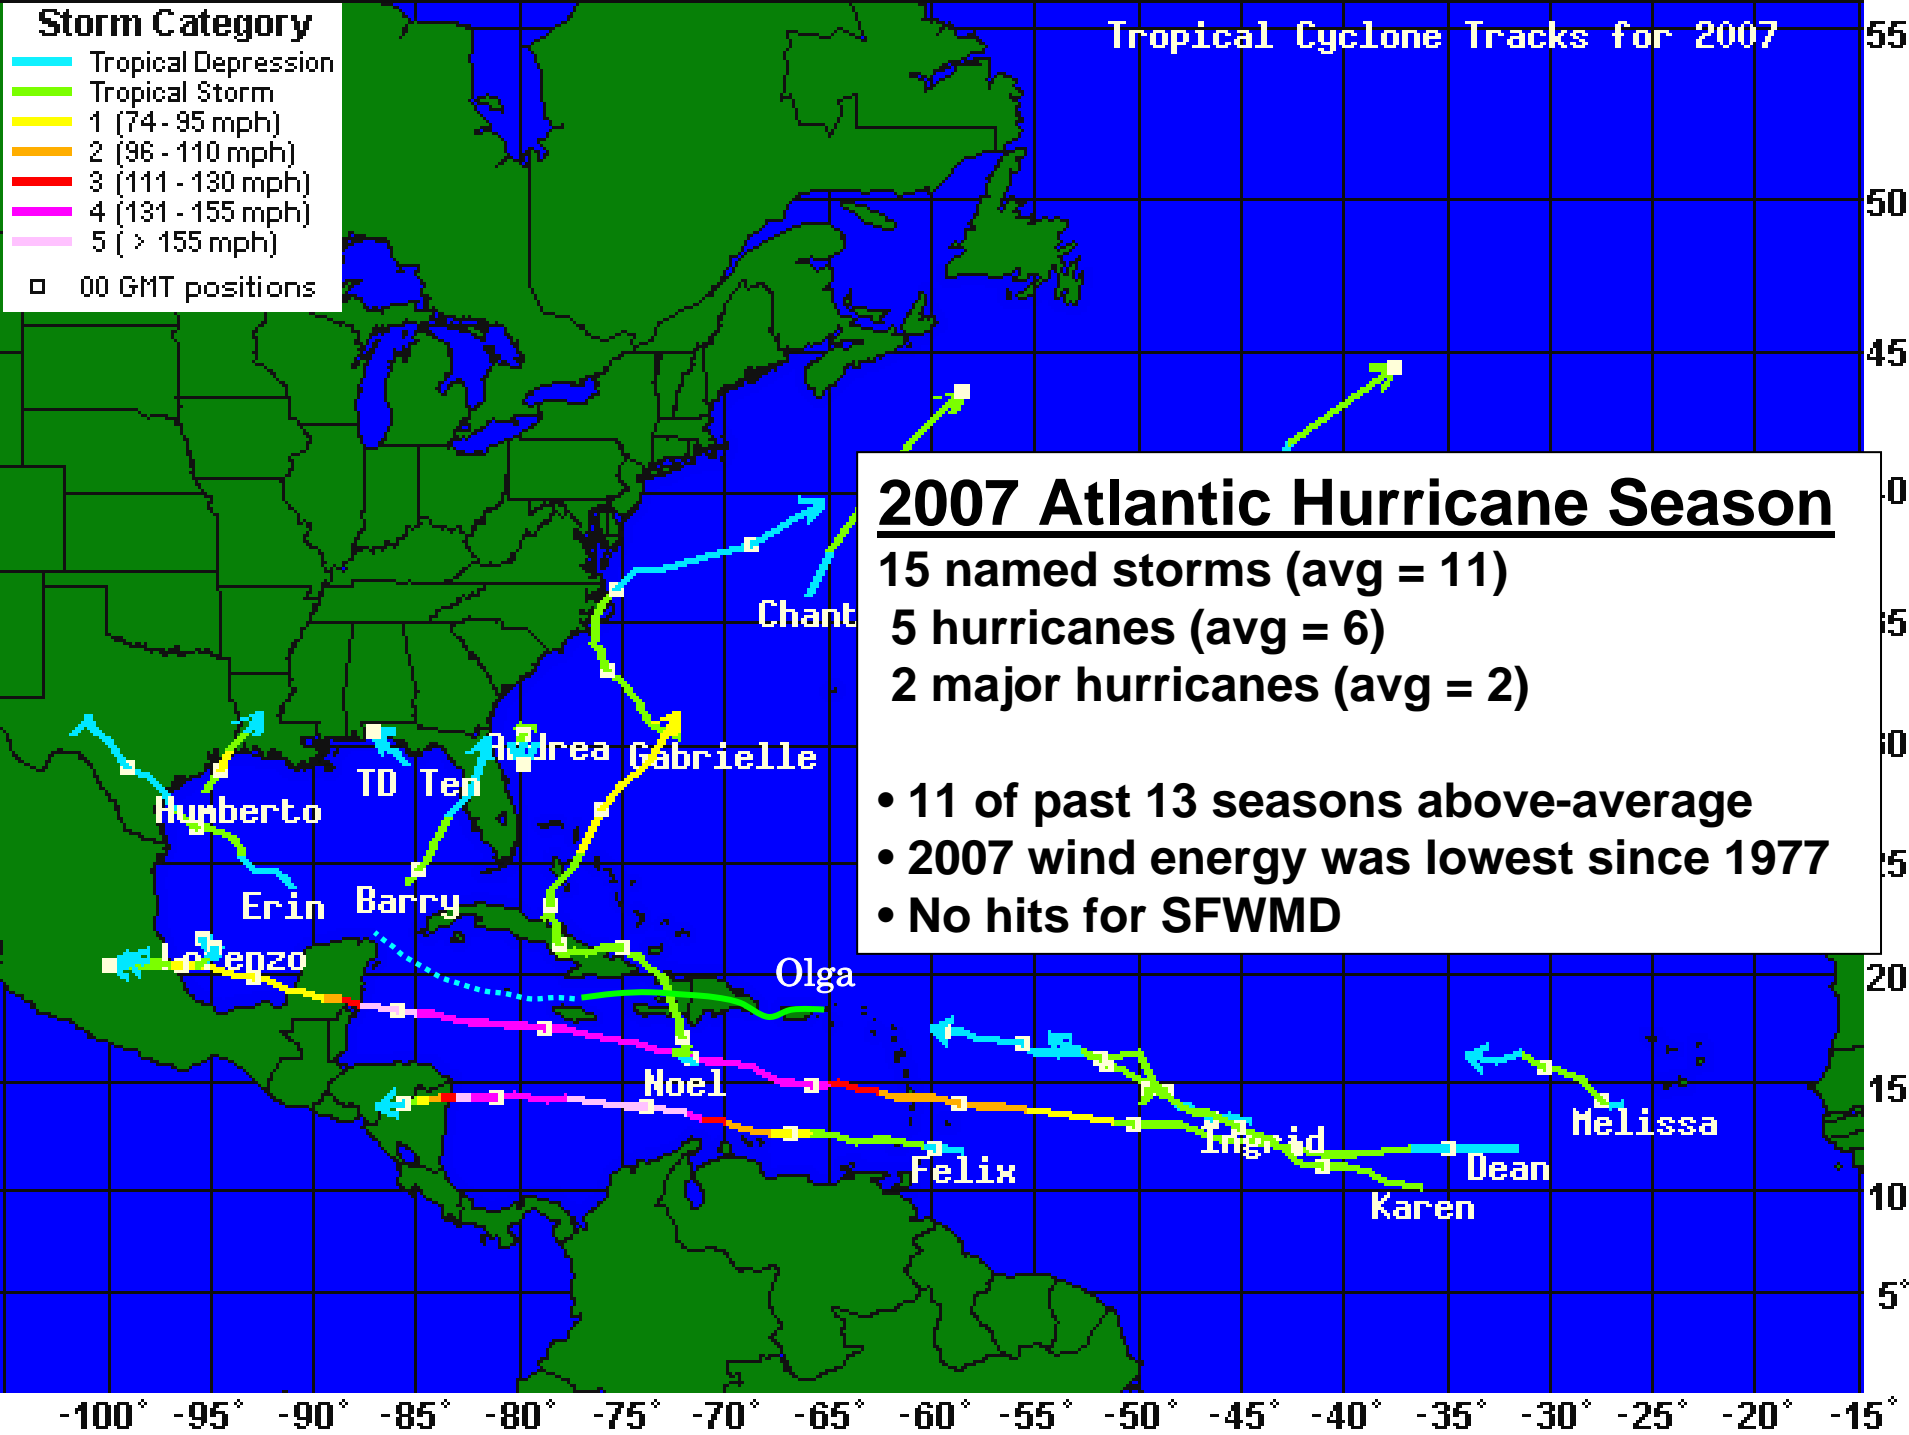 Storm Category
Tropical Depression
Tropical Storm
1 (74 - 95 mph)
2 (96 - 110 mph)
3 (111 - 130 mph)
4 (131 - 155 mph)
5 ( > 155 mph)
00 GMT positions
Tropical Cyclone Tracks for 2007
55
50
45
2007 Atlantic Hurricane Season
15 named storms (avg = 11)
5 hurricanes (avg = 6)
2 major hurricanes (avg = 2)
• 11 of past 13 seasons above-average
• 2007 wind energy was lowest since 1977
• No hits for SFWMD
Chant
Andrea
Gabrielle
TD Ten
Humberto
Erin
Barry
Lorenzo
Olga
Noel
Felix
Ingrid
Dean
Karen
Melissa
20
15
10
5°
-100° -95° -90° -85° -80° -75° -70° -65° -60° -55° -50° -45° -40° -35° -30° -25° -20° -15°